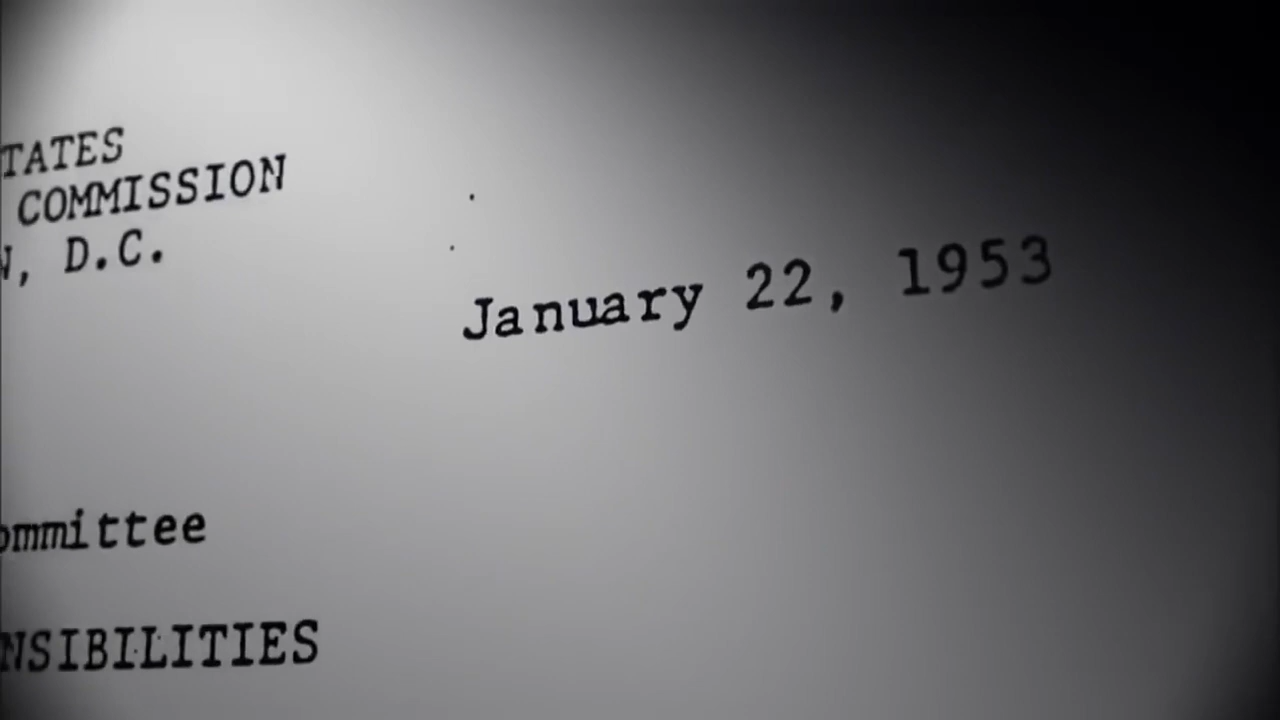 TATES
COMMISSION
N, D.C.
January 22, 1953
ommittee
NSIBILITIES